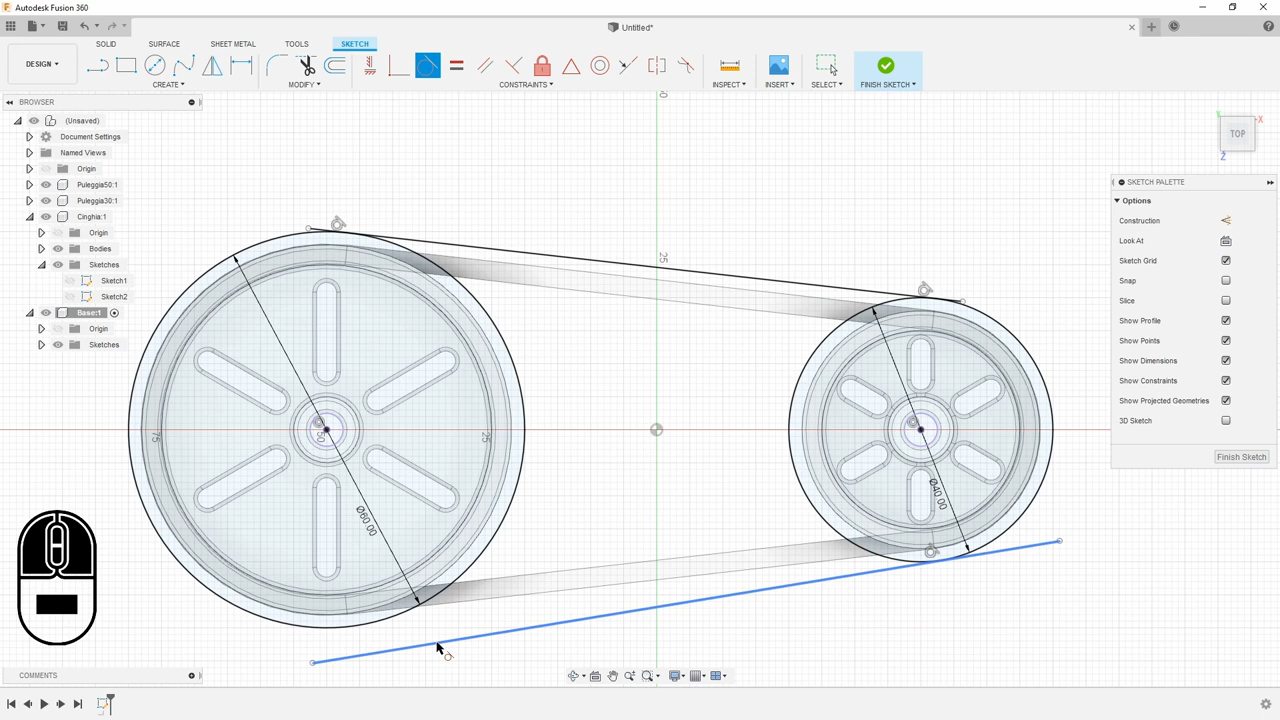 Autodesk Fusion 360
Untitled*
DESIGN
SOLID SURFACE SHEET METAL TOOLS SKETCH
CREATE MODIFY CONSTRAINTS INSPECT INSERT SELECT FINISH SKETCH
BROWSER
(Unsaved)
Document Settings
Named Views
Origin
Puleggia50:1
Puleggia30:1
Cinghia:1
Origin
Bodies
Sketches
Sketch1
Sketch2
Base:1
Origin
Sketches
TOP
X
Y
Z
SKETCH PALETTE
Options
Construction
Look At
Sketch Grid
Snap
Slice
Show Profile
Show Points
Show Dimensions
Show Constraints
Show Projected Geometries
3D Sketch
Finish Sketch
25
75
50
25
Ø60.00
Ø40.00
COMMENTS